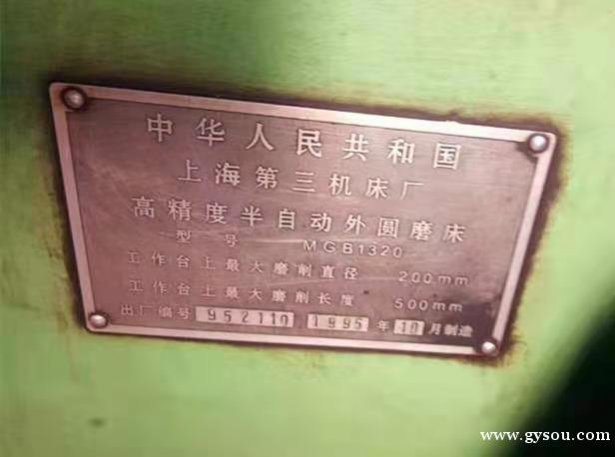 中华人民共和国
上海第三机床厂
高精度半自动外圆磨床
型号 MGB1320
工作台上最大磨削直径 200mm
工作台上最大磨削长度 500mm
出厂编号 952110 1995 年 10 月制造
www.gysou.com